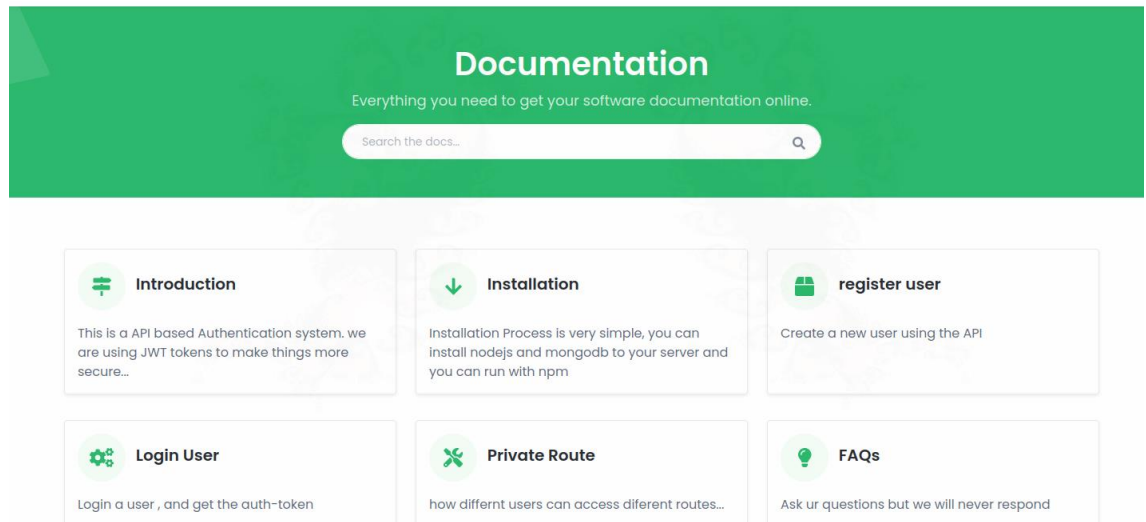 Documentation
Everything you need to get your software documentation online.
Search the docs...
Introduction
This is a API based Authentication system. we
are using JWT tokens to make things more
secure...
Installation
Installation Process is very simple, you can
install nodejs and mongodb to your server and
you can run with npm
register user
Create a new user using the API
Login User
Login a user , and get the auth-token
Private Route
how differnt users can access diferent routes...
FAQs
Ask ur questions but we will never respond